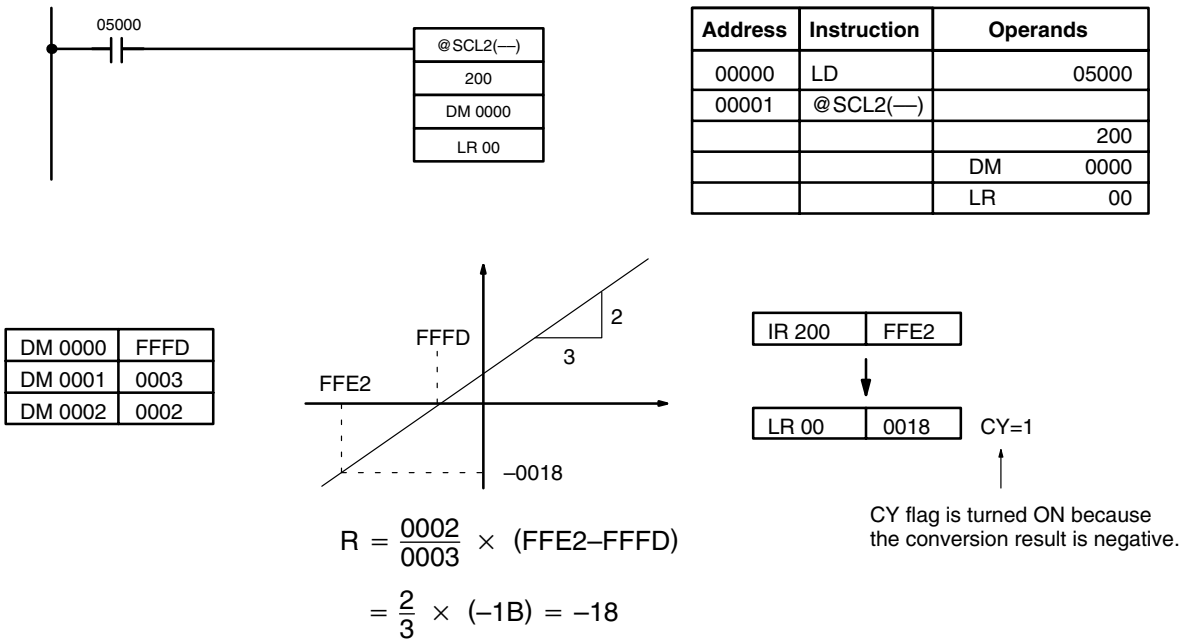 05000
@SCL2(—)
200
DM 0000
LR 00
Address Instruction Operands
00000 LD 05000
00001 @SCL2(—)
200
DM 0000
LR 00
DM 0000 FFFD
DM 0001 0003
DM 0002 0002
FFFD
FFE2
2
3
–0018
R = 0002/0003 × (FFE2–FFFD)
= 2/3 × (–1B) = –18
IR 200 FFE2
LR 00 0018 CY=1
CY flag is turned ON because
the conversion result is negative.